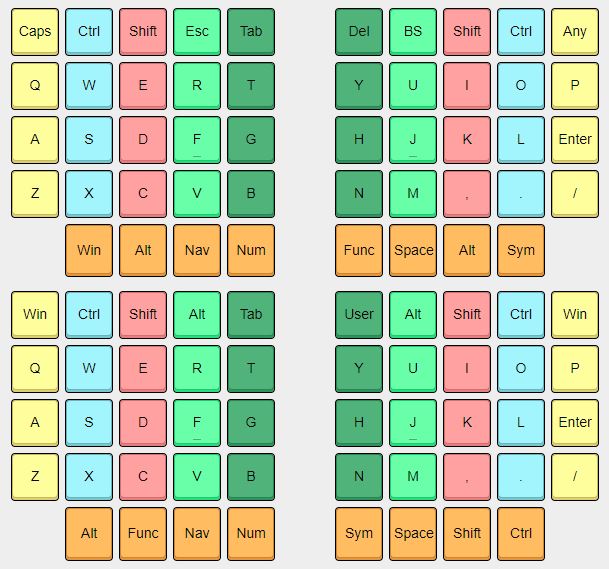 Caps Ctrl Shift Esc Tab Del BS Shift Ctrl Any
Q W E R T Y U I O P
A S D F G H J K L Enter
Z X C V B N M , . /
Win Alt Nav Num Func Space Alt Sym
Win Ctrl Shift Alt Tab User Alt Shift Ctrl Win
Q W E R T Y U I O P
A S D F G H J K L Enter
Z X C V B N M , . /
Alt Func Nav Num Sym Space Shift Ctrl